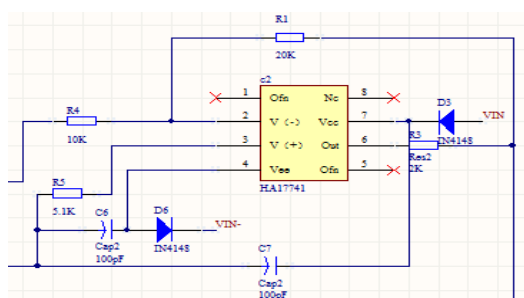 R1
20K
c2
1 Ofn Nc 8
R4 2 V (-) Vcc 7 D3 VIN
10K 3 V (+) Out 6 R3 IN4148
4 Vee Ofn 5 Res2
R5 HA17741 2K
5.1K
C6 D6 VIN-
Cap2 IN4148 C7
100pF Cap2
100pF